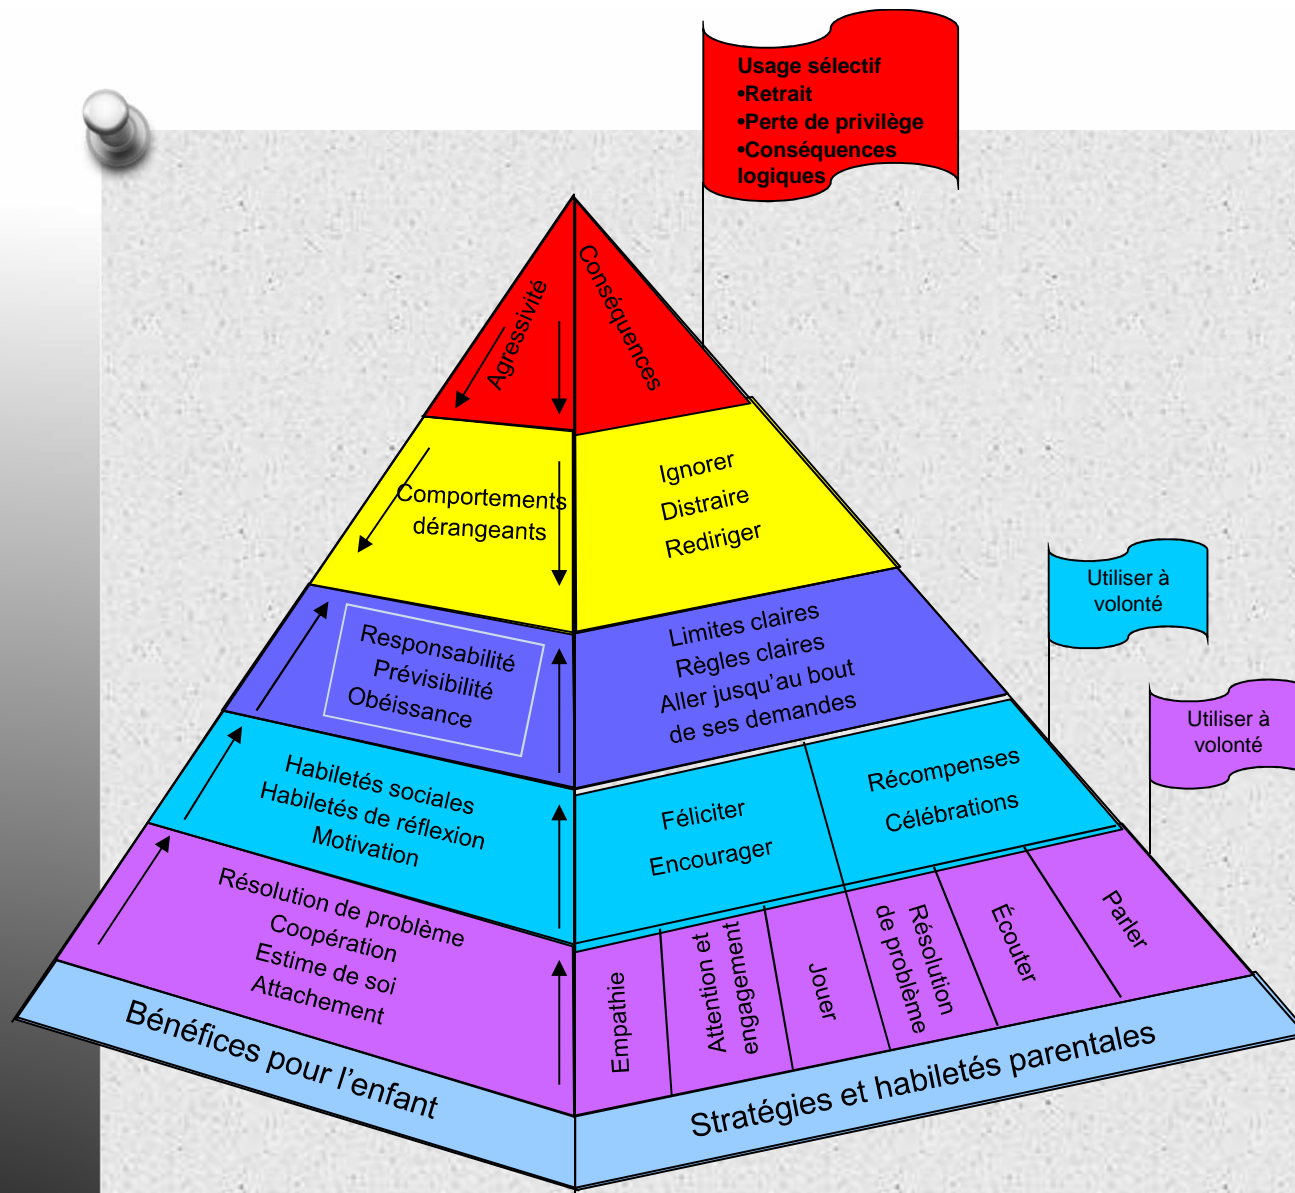 Usage sélectif
•Retrait
•Perte de privilège
•Conséquences
logiques
Agressivité
Conséquences
Comportements
dérangeants
Ignorer
Distraire
Rediriger
Utiliser à
volonté
Responsabilité
Prévisibilité
Obéissance
Limites claires
Règles claires
Aller jusqu’au bout
de ses demandes
Utiliser à
volonté
Habiletés sociales
Habiletés de réflexion
Motivation
Féliciter
Encourager
Récompenses
Célébrations
Résolution de problème
Coopération
Estime de soi
Attachement
Empathie
Attention et
engagement
Jouer
Résolution
de problème
Écouter
Parler
Bénéfices pour l’enfant
Stratégies et habiletés parentales